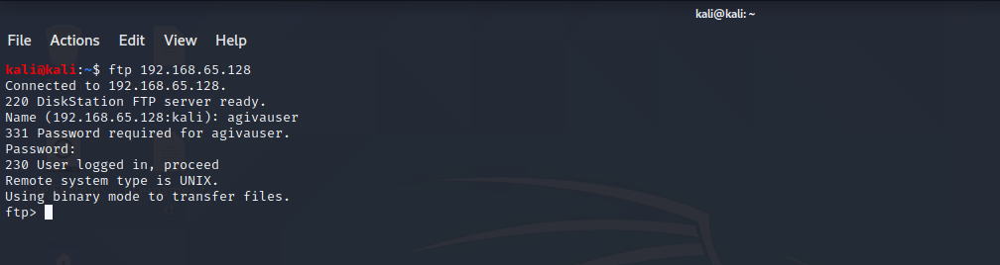 kali@kali: ~
File Actions Edit View Help
kali@kali:~$ ftp 192.168.65.128
Connected to 192.168.65.128.
220 DiskStation FTP server ready.
Name (192.168.65.128:kali): agivauser
331 Password required for agivauser.
Password:
230 User logged in, proceed
Remote system type is UNIX.
Using binary mode to transfer files.
ftp>